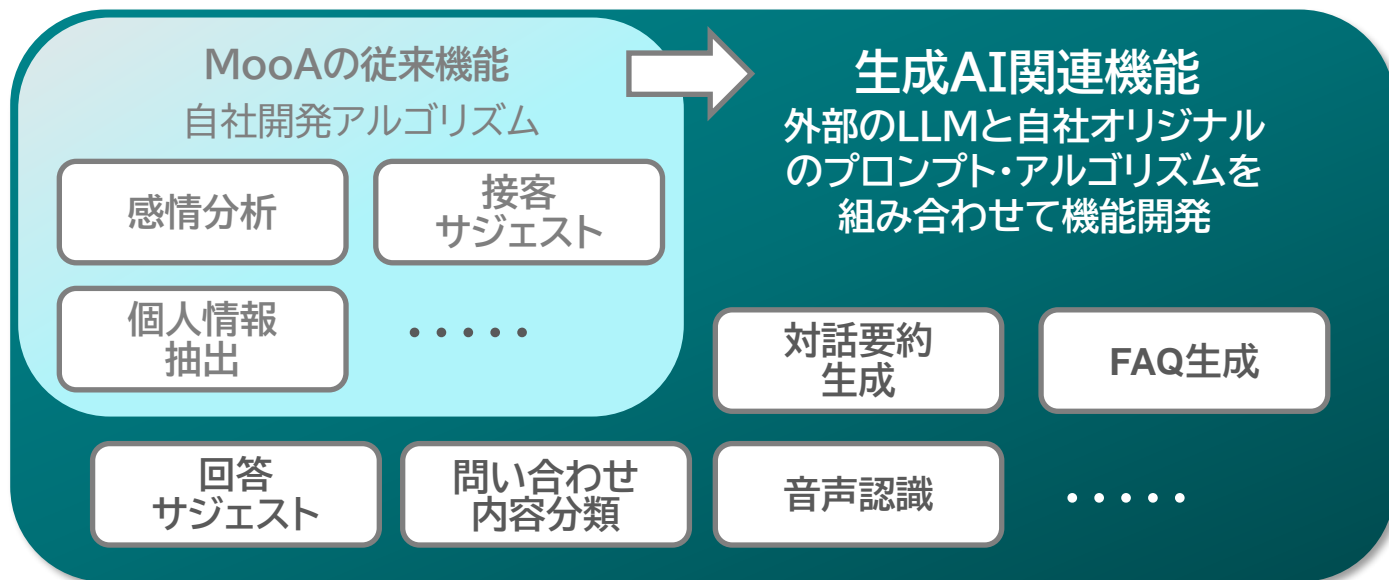 MooAの従来機能
自社開発アルゴリズム
感情分析
接客
サジェスト
個人情報
抽出
・・・・・
生成AI関連機能
外部のLLMと自社オリジナル
のプロンプト・アルゴリズムを
組み合わせて機能開発
対話要約
生成
FAQ生成
回答
サジェスト
問い合わせ
内容分類
音声認識
・・・・・